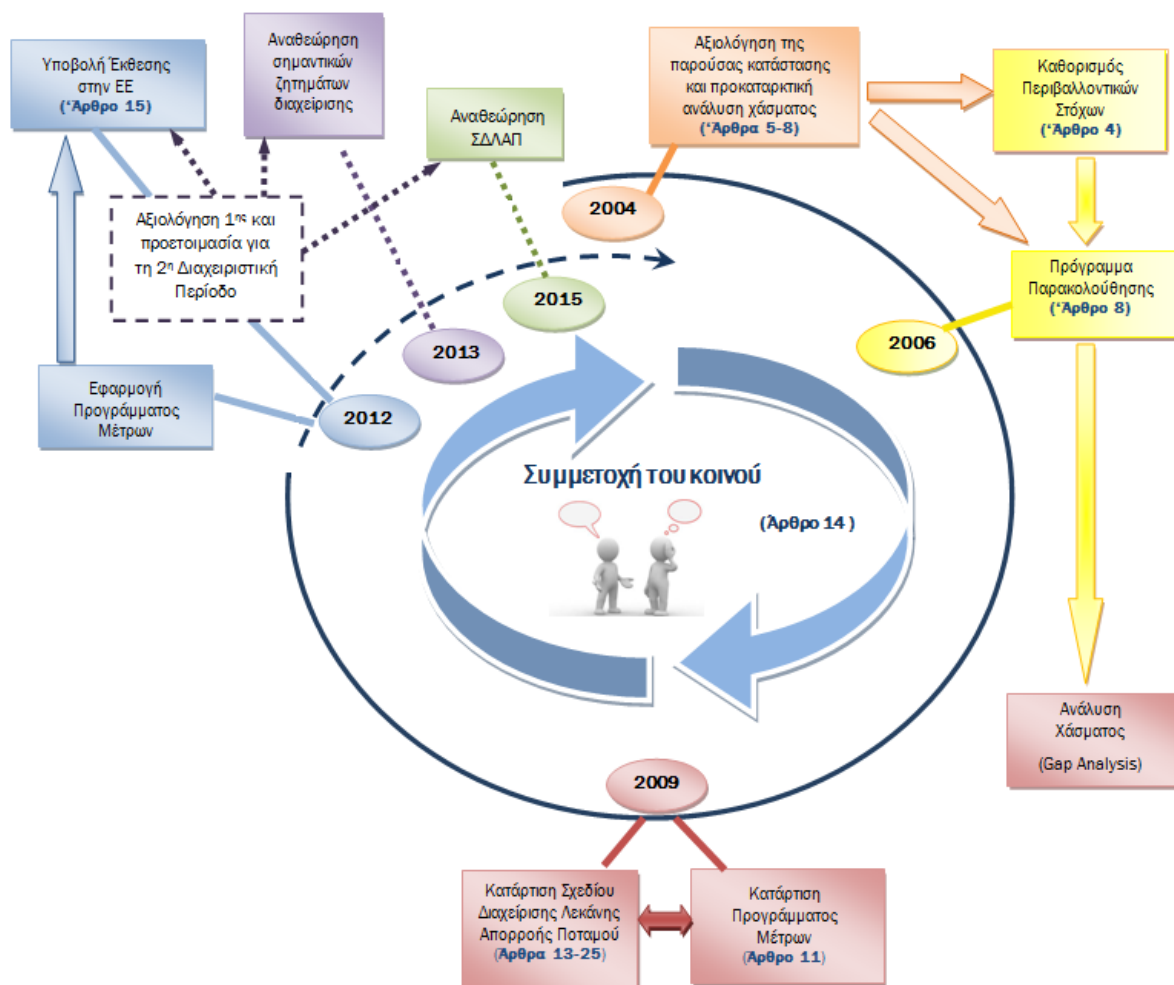 Υποβολή Έκθεσης
στην ΕΕ
(‘Άρθρο 15)
Αναθεώρηση
σημαντικών
ζητημάτων
διαχείρισης
Αναθεώρηση
ΣΔΛΑΠ
Αξιολόγηση της
παρούσας κατάστασης
και προκαταρκτική
ανάλυση χάσματος
(‘Άρθρα 5-8)
Καθορισμός
Περιβαλλοντικών
Στόχων
(‘Άρθρο 4)
Αξιολόγηση 1ης και
προετοιμασία για
τη 2η Διαχειριστική
Περίοδο
2004
2015
2013
2012
2006
Πρόγραμμα
Παρακολούθησης
(‘Άρθρο 8)
Εφαρμογή
Προγράμματος
Μέτρων
Συμμετοχή του κοινού
(Άρθρο 14 )
Ανάλυση
Χάσματος
(Gap Analysis)
2009
Κατάρτιση Σχεδίου
Διαχείρισης Λεκάνης
Απορροής Ποταμού
(Άρθρα 13-25)
Κατάρτιση
Προγράμματος
Μέτρων
(Άρθρο 11)